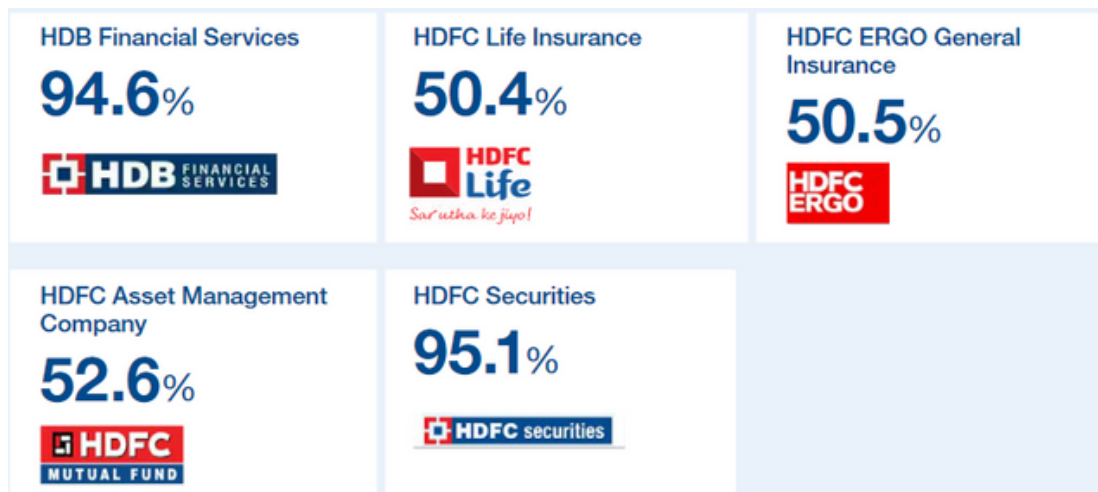 HDB Financial Services
94.6%
HDB FINANCIAL
SERVICES
HDFC Life Insurance
50.4%
HDFC
Life
Sar utha ke jiyo!
HDFC ERGO General
Insurance
50.5%
HDFC
ERGO
HDFC Asset Management
Company
52.6%
HDFC
MUTUAL FUND
HDFC Securities
95.1%
HDFC securities